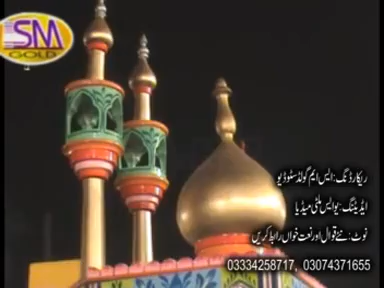 SM
GOLD
ریکارڈنگ: ایس ایم گولڈ سٹوڈیو
ایڈیٹنگ: یو ایس ملٹی میڈیا
نوٹ: نئے قوال اور نعت خواں رابطہ کریں
03334258717, 03074371655